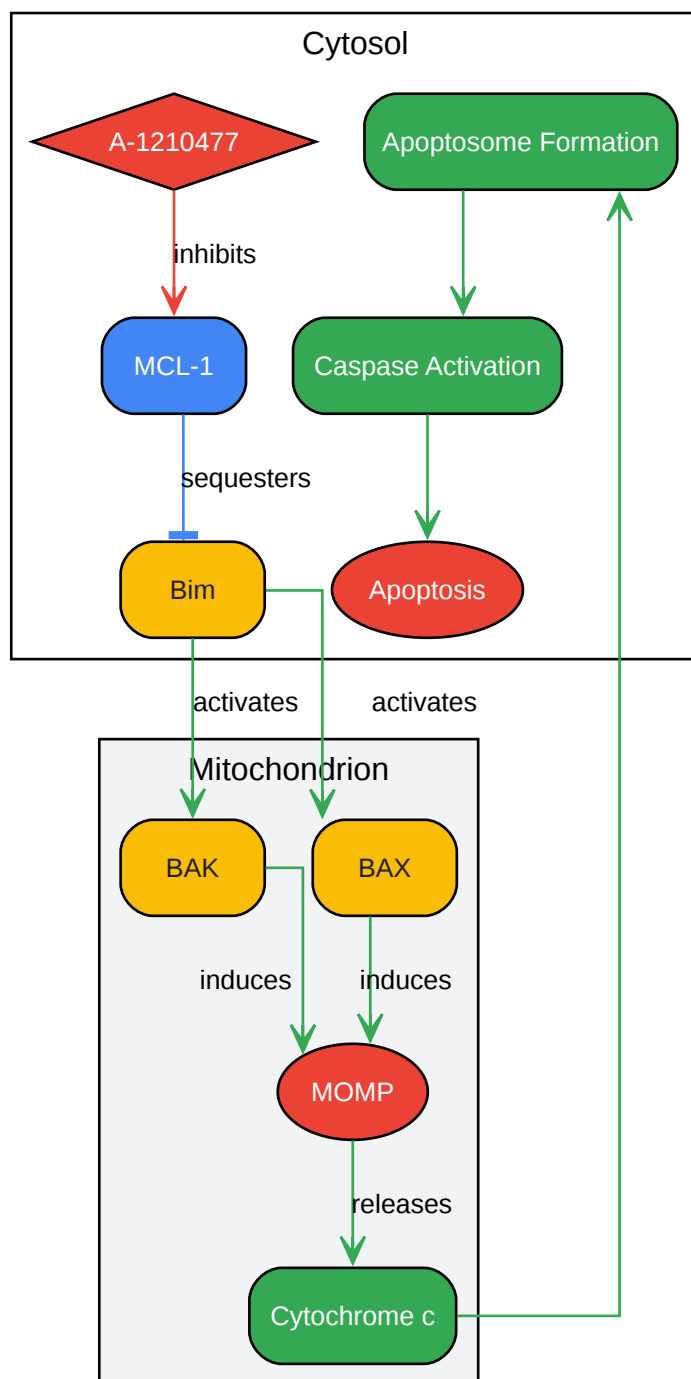 Cytosol
A-1210477
Apoptosome Formation
inhibits
MCL-1
Caspase Activation
sequesters
Bim
Apoptosis
activates
activates
Mitochondrion
BAK
BAX
induces
induces
MOMP
releases
Cytochrome c